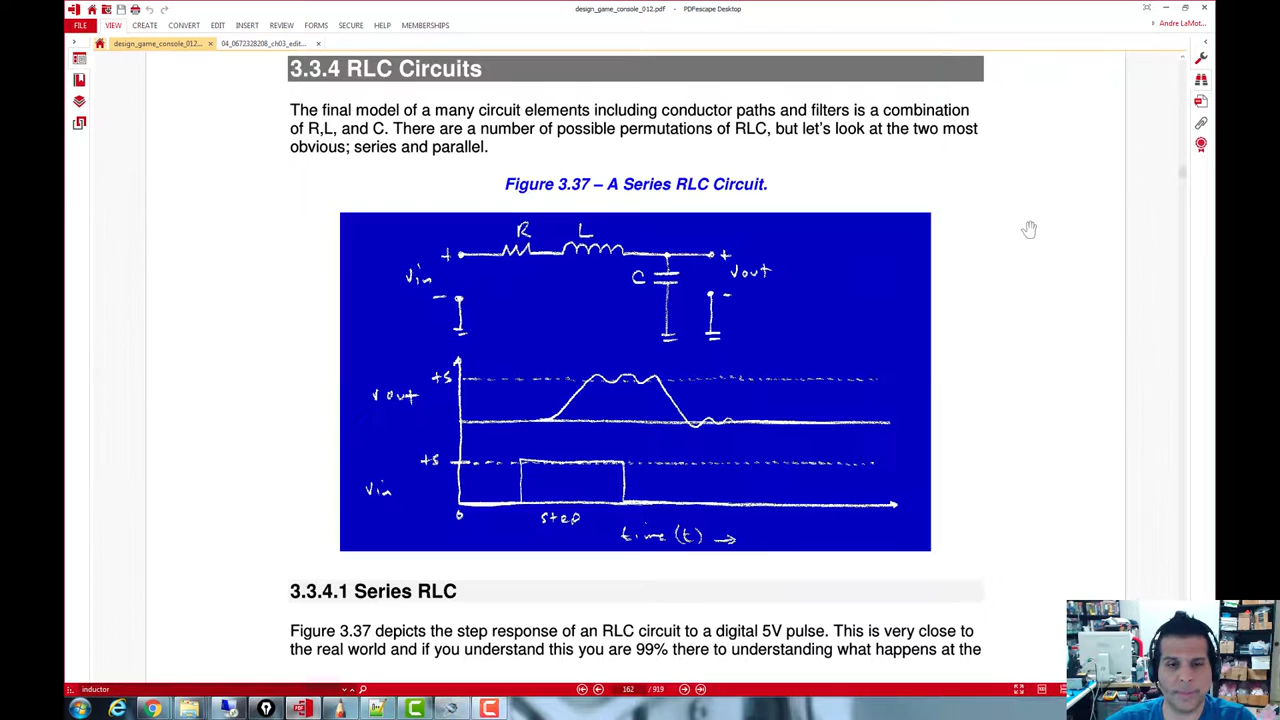 design_game_console_012.pdf - PDFescape Desktop
FILE VIEW CREATE CONVERT EDIT INSERT REVIEW FORMS SECURE HELP MEMBERSHIPS
Andre LaMot...
design_game_console_012... × 04_0672328208_ch03_edit... ×
3.3.4 RLC Circuits
The final model of a many circuit elements including conductor paths and filters is a combination
of R,L, and C. There are a number of possible permutations of RLC, but let's look at the two most
obvious; series and parallel.
Figure 3.37 – A Series RLC Circuit.
R L
+ +
Vin C Vout
- -
+5
Vout
+5
Vin
0 step
time (t) →
3.3.4.1 Series RLC
Figure 3.37 depicts the step response of an RLC circuit to a digital 5V pulse. This is very close to
the real world and if you understand this you are 99% there to understanding what happens at the
inductor 162 / 919